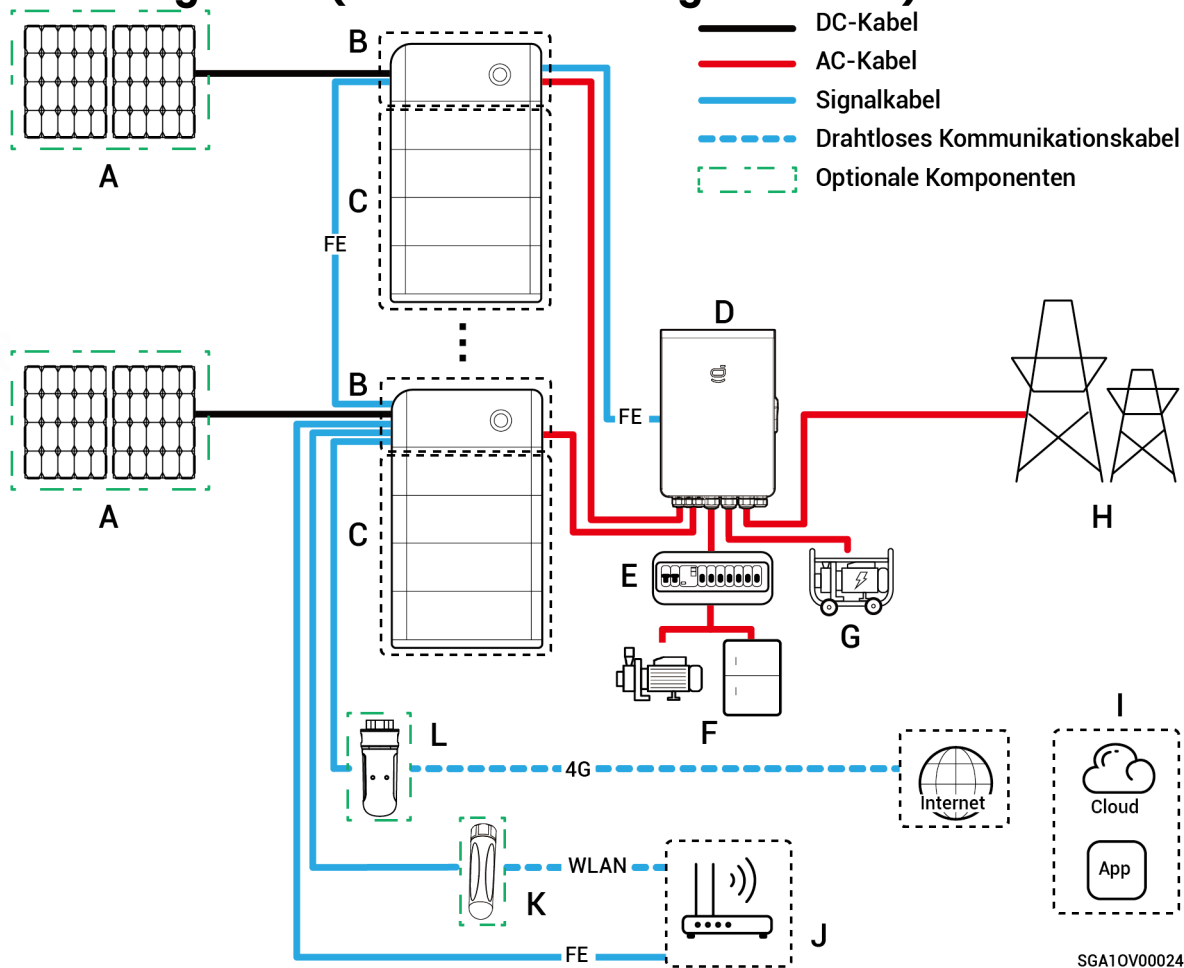 B
DC-Kabel
AC-Kabel
Signalkabel
Drahtloses Kommunikationskabel
Optionale Komponenten
A
C
FE
D
B
FE
A
C
H
E
G
F
I
L
4G
Internet
Cloud
App
WLAN
K
J
FE
SGA1OV00024